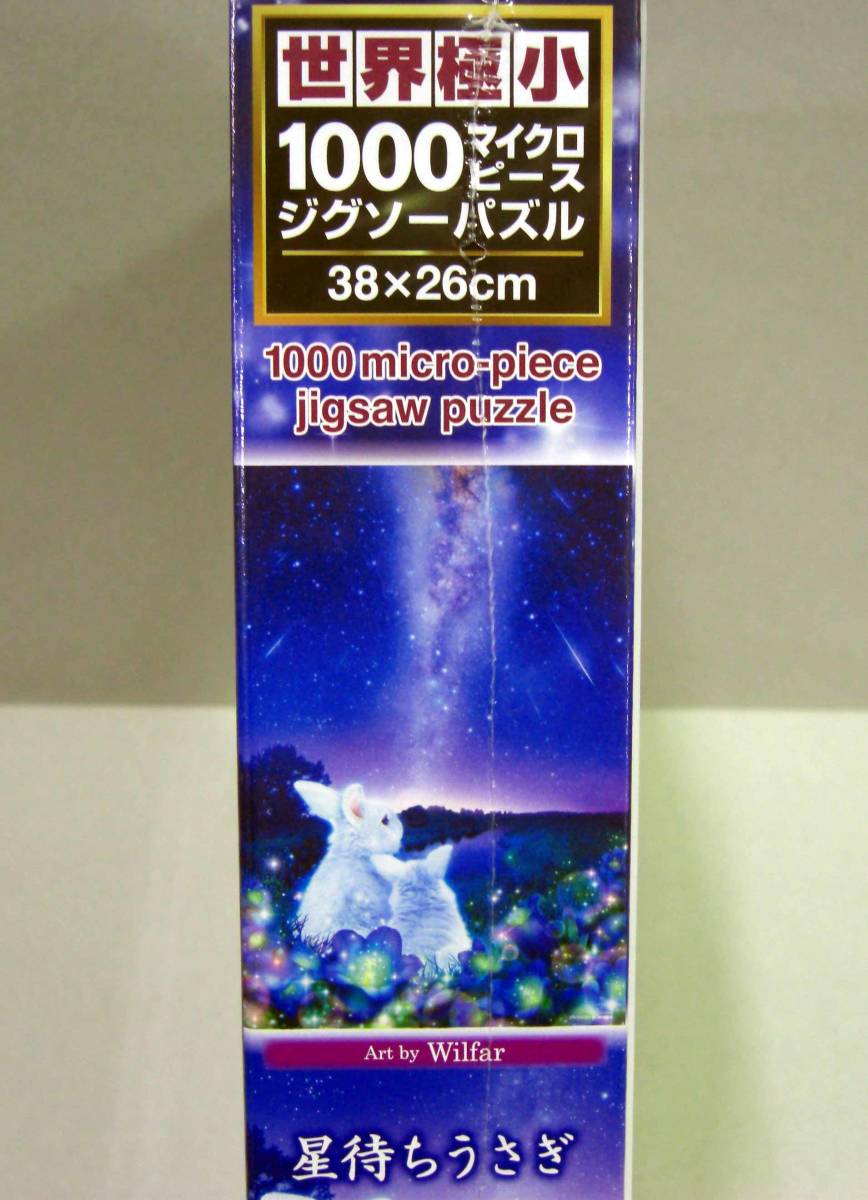 世界極小
1000マイクロピース
ジグソーパズル
38×26cm
1000 micro-piece
jigsaw puzzle
Art by Wilfar
星待ちうさぎ